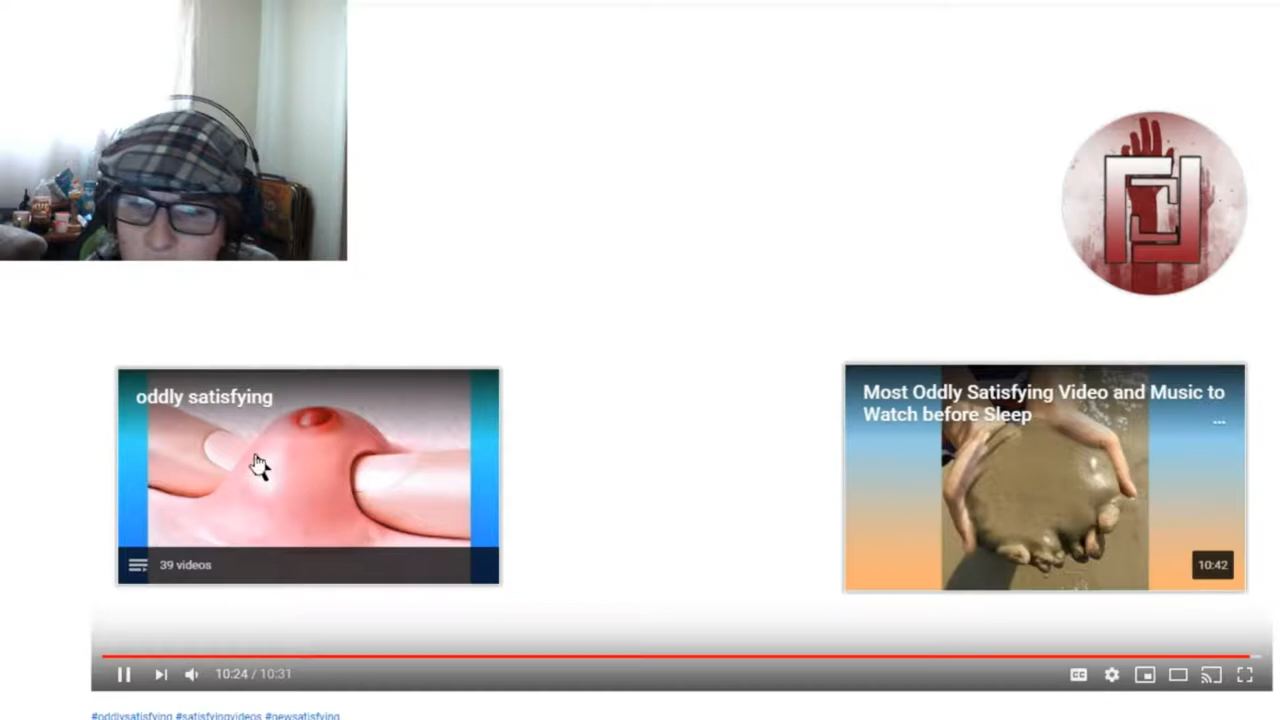 oddly satisfying
39 videos
Most Oddly Satisfying Video and Music to
Watch before Sleep
10:42
10:24 / 10:31
CC
#oddlysatisfying #satisfyingvideos #newsatisfying